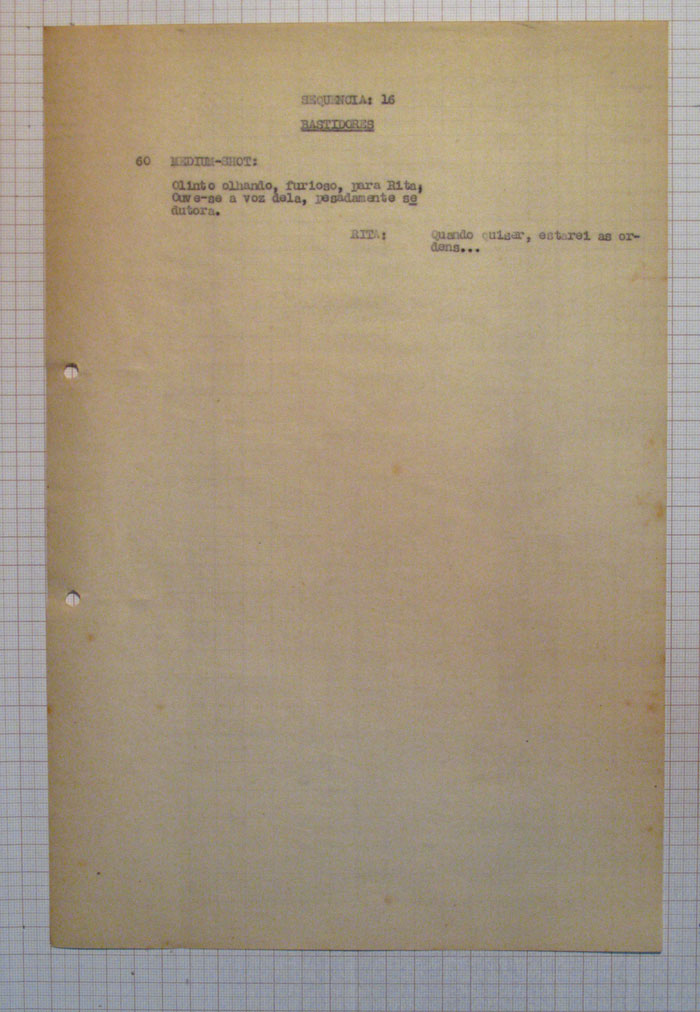 SEQUENCIA: 16
BASTIDORES
60 MEDIUM-SHOT:
Olinto olhando, furioso, para Rita,
Ouve-se a voz dela, pesadamente se
dutora.
RITA: Quando quiser, estarei as or-
dens...